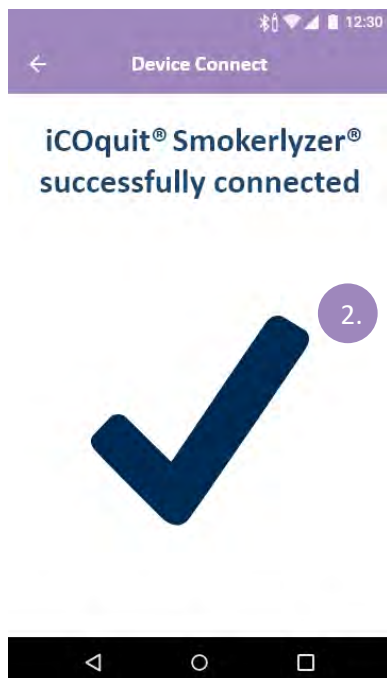 12:30
Device Connect
iCOquit® Smokerlyzer®
successfully connected
2.